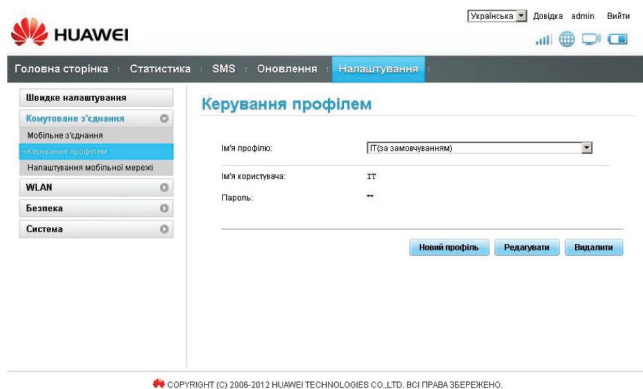 Українська Довідка admin Вийти
HUAWEI
Головна сторінка Статистика SMS Оновлення Налаштування
Швидке налаштування
Комутоване з'єднання
Мобільне з'єднання
Керування профілем
Налаштування мобільної мережі
WLAN
Безпека
Система
Керування профілем
Ім'я профілю: IT(за замовчуванням)
Ім'я користувача: IT
Пароль: **
Новий профіль Редагувати Видалити
COPYRIGHT (C) 2006-2012 HUAWEI TECHNOLOGIES CO.,LTD. ВСІ ПРАВА ЗБЕРЕЖЕНО.